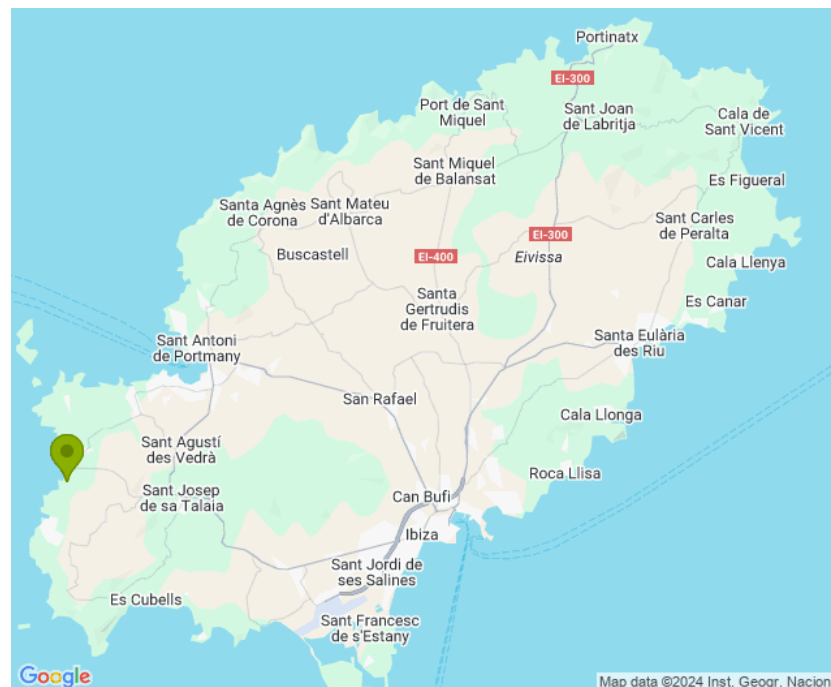 Portinatx
EI-300
Port de Sant
Miquel
Sant Joan
de Labritja
Cala de
Sant Vicent
Sant Miquel
de Balansat
Es Figueral
Santa Agnès
de Corona
Sant Mateu
d'Albarca
Sant Carles
de Peralta
EI-300
Buscastell
EI-400
Eivissa
Cala Llenya
Santa
Gertrudis
de Fruitera
Es Canar
Sant Antoni
de Portmany
Santa Eulària
des Riu
San Rafael
Cala Llonga
Sant Agustí
des Vedrà
Roca Llisa
Sant Josep
de sa Talaia
Can Bufi
Ibiza
Sant Jordi de
ses Salines
Es Cubells
Sant Francesc
de s'Estany
Google
Map data ©2024 Inst. Geogr. Nacion